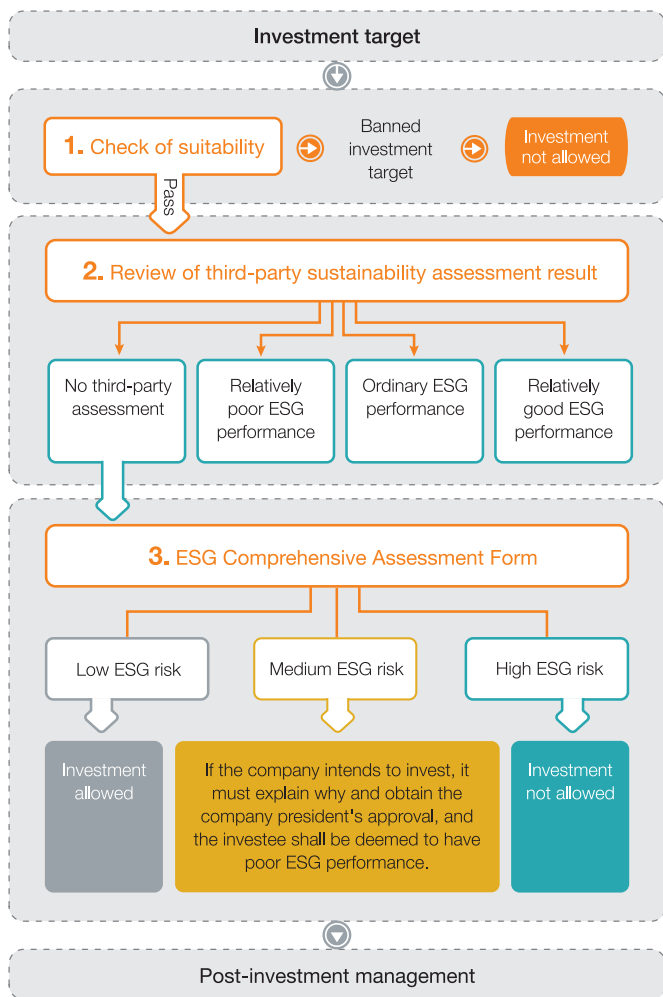 Investment target
1. Check of suitability
Banned
investment
target
Investment
not allowed
Pass
2. Review of third-party sustainability assessment result
No third-party
assessment
Relatively
poor ESG
performance
Ordinary ESG
performance
Relatively
good ESG
performance
3. ESG Comprehensive Assessment Form
Low ESG risk
Medium ESG risk
High ESG risk
Investment
allowed
If the company intends to invest, it
must explain why and obtain the
company president's approval, and
the investee shall be deemed to have
poor ESG performance.
Investment
not allowed
Post-investment management